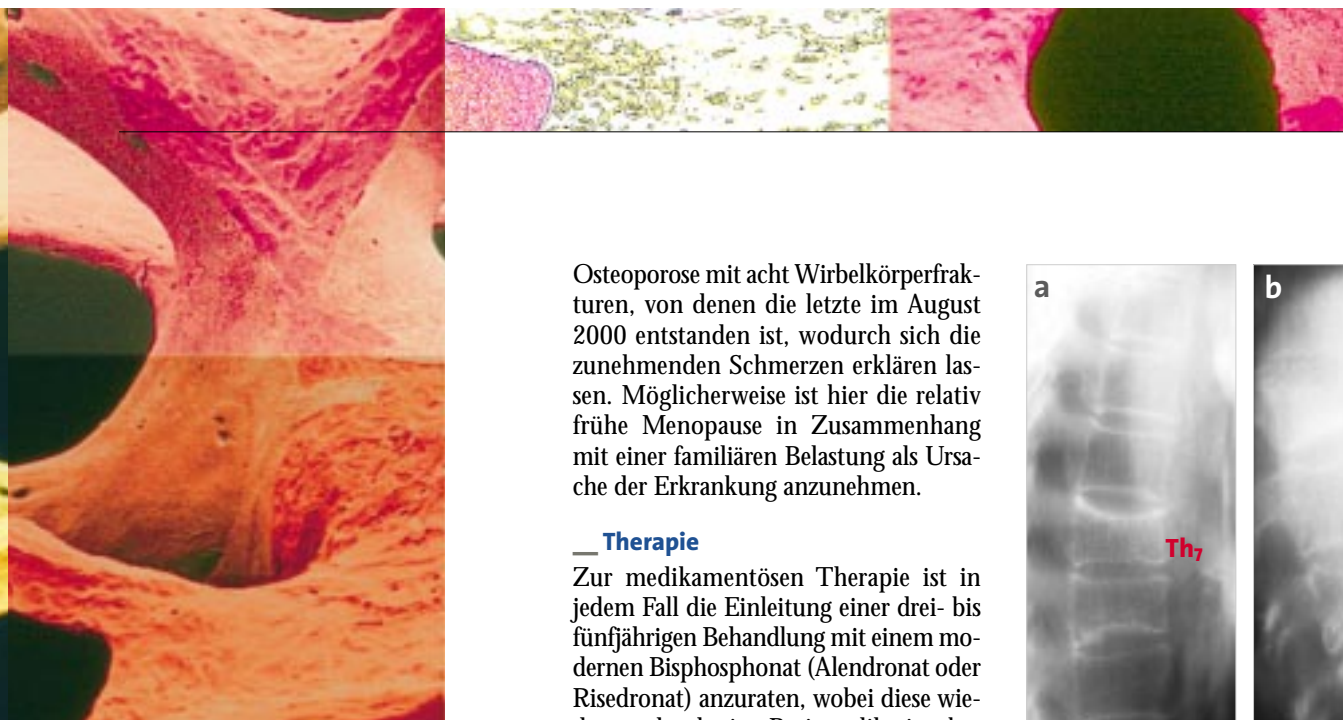 Osteoporose mit acht Wirbelkörperfrak-
turen, von denen die letzte im August
2000 entstanden ist, wodurch sich die
zunehmenden Schmerzen erklären las-
sen. Möglicherweise ist hier die relativ
frühe Menopause in Zusammenhang
mit einer familiären Belastung als Ursa-
che der Erkrankung anzunehmen.
Therapie
Zur medikamentösen Therapie ist in
jedem Fall die Einleitung einer drei- bis
fünfjährigen Behandlung mit einem mo-
dernen Bisphosphonat (Alendronat oder
Risedronat) anzuraten, wobei diese wie-
a
Th7
b